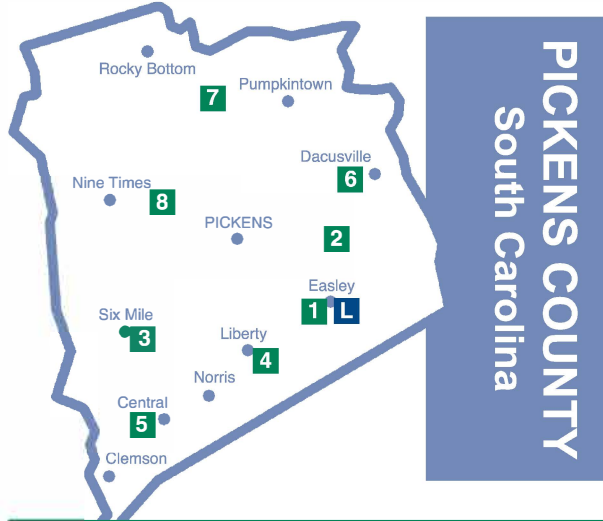 Rocky Bottom
Pumpkintown
7
Dacusville
6
Nine Times
8
PICKENS
2
Easley
1 L
Six Mile
3
Liberty
4
Norris
Central
5
Clemson
PICKENS COUNTY
South Carolina